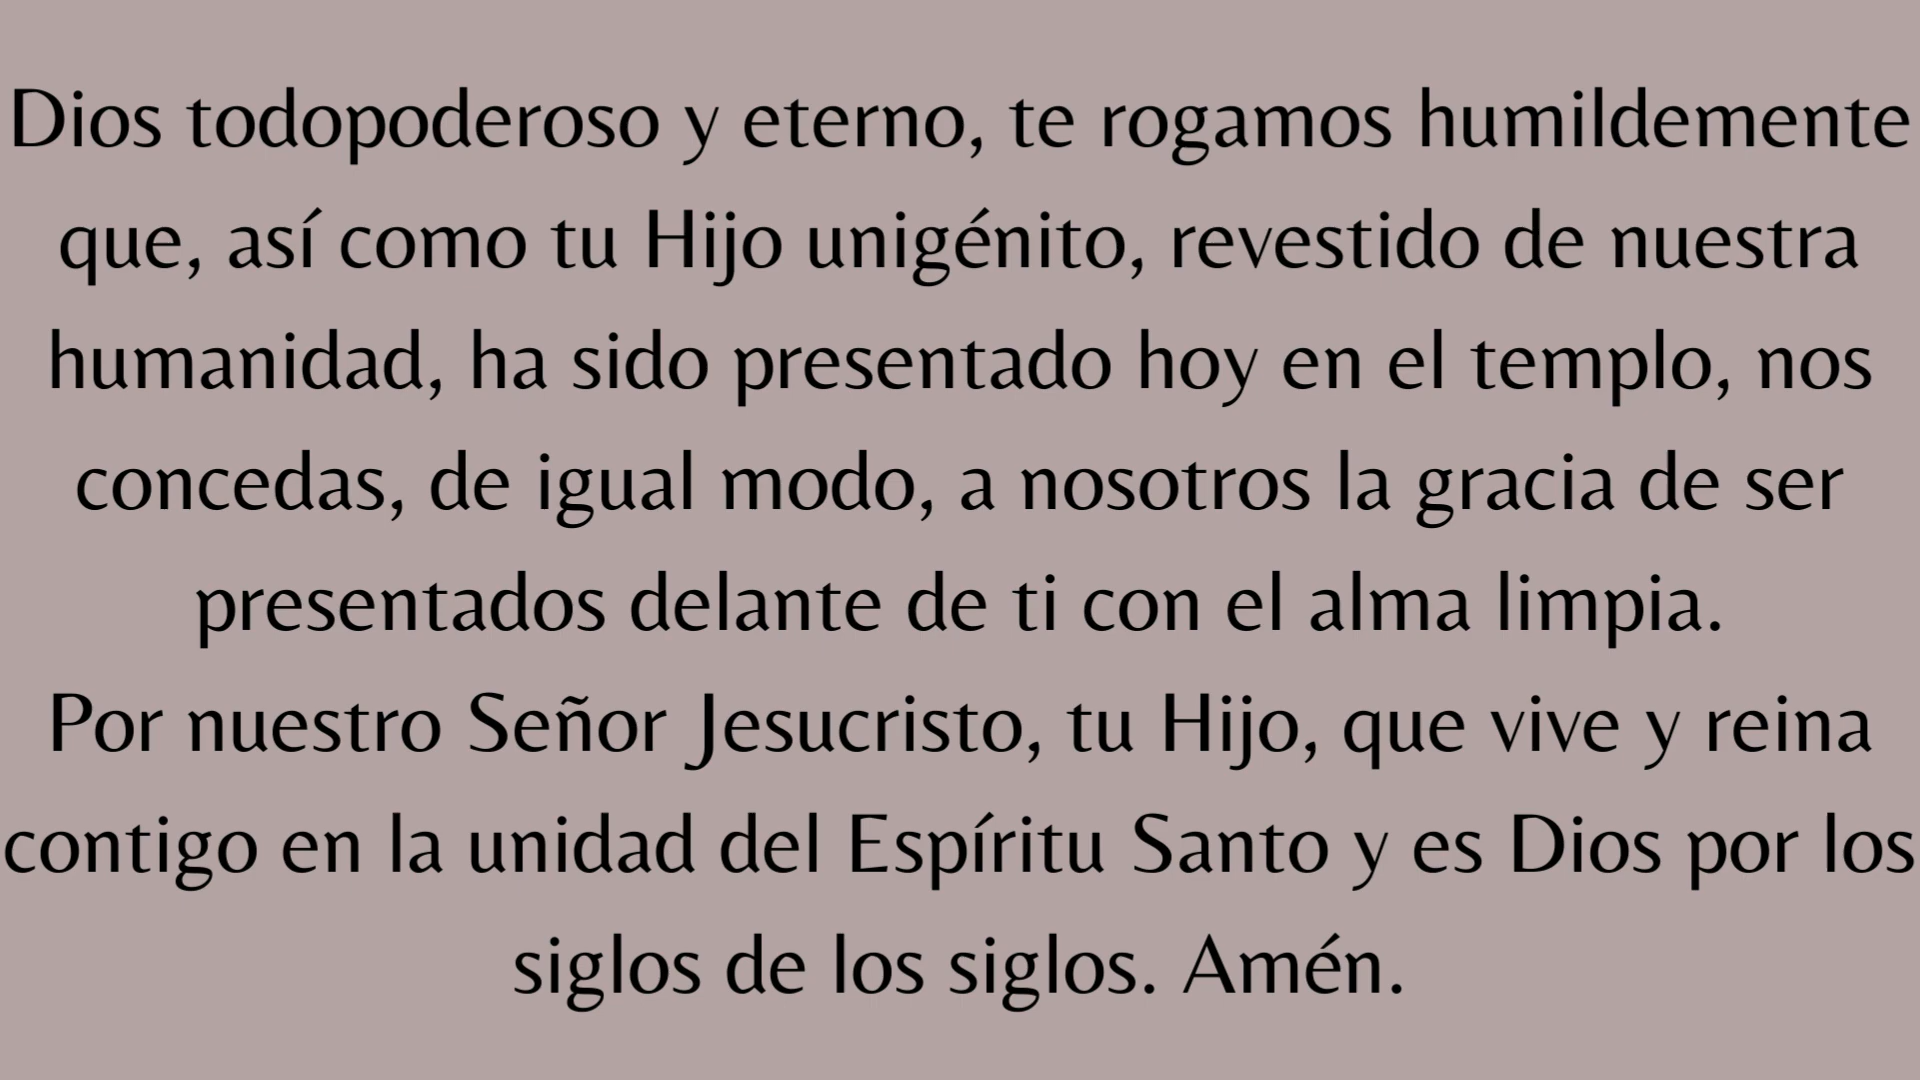 Dios todopoderoso y eterno, te rogamos humildemente
que, así como tu Hijo unigénito, revestido de nuestra
humanidad, ha sido presentado hoy en el templo, nos
concedas, de igual modo, a nosotros la gracia de ser
presentados delante de ti con el alma limpia.
Por nuestro Señor Jesucristo, tu Hijo, que vive y reina
contigo en la unidad del Espíritu Santo y es Dios por los
siglos de los siglos. Amén.